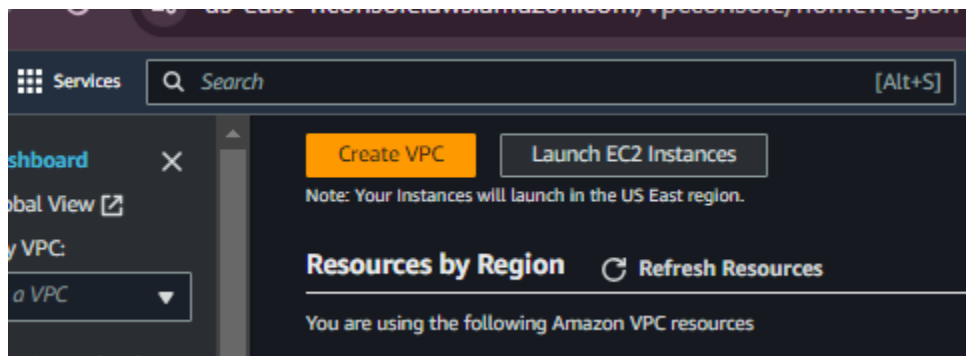 Services
Search [Alt+S]
shboard
obal View
y VPC:
a VPC
Create VPC Launch EC2 Instances
Note: Your Instances will launch in the US East region.
Resources by Region Refresh Resources
You are using the following Amazon VPC resources